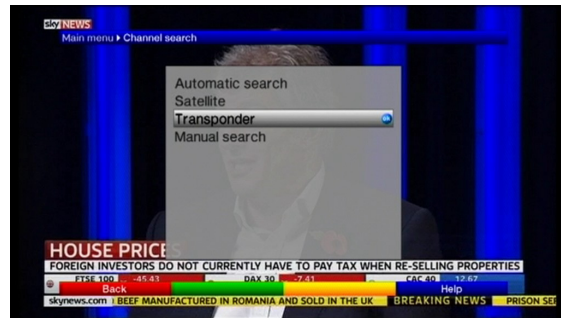 sky NEWS
Main menu ▸ Channel search
Automatic search
Satellite
Transponder OK
Manual search
HOUSE PRICES
FOREIGN INVESTORS DO NOT CURRENTLY HAVE TO PAY TAX WHEN RE-SELLING PROPERTIES
FTSE 100 -45.43 DAX 30 -7.41 CAC 40 12.67
Back Help
skynews.com BEEF MANUFACTURED IN ROMANIA AND SOLD IN THE UK BREAKING NEWS PRISON SER